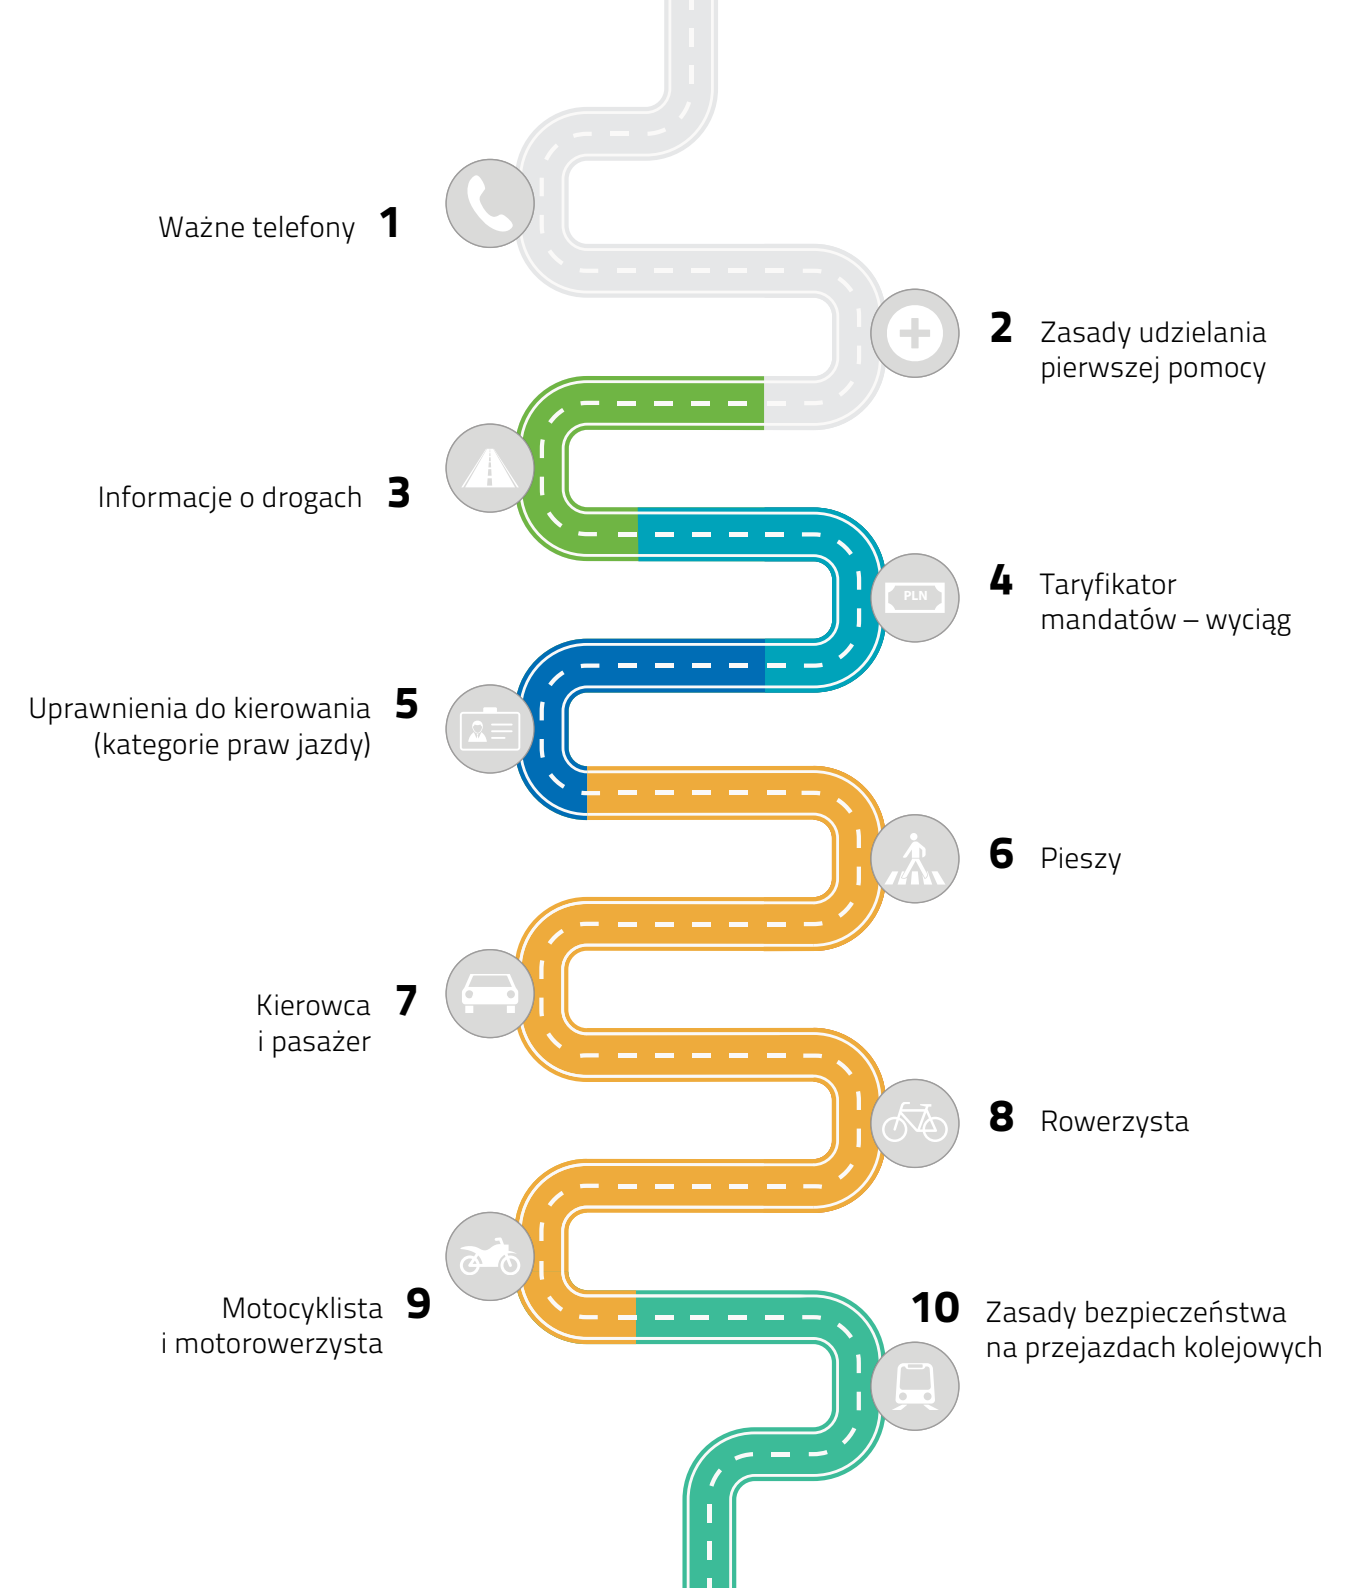 1
Ważne telefony
2
Zasady udzielania
pierwszej pomocy
3
Informacje o drogach
4
Taryfikator
mandatów – wyciąg
PLN
5
Uprawnienia do kierowania
(kategorie praw jazdy)
6
Pieszy
7
Kierowca
i pasażer
8
Rowerzysta
9
Motocyklista
i motorowerzysta
10
Zasady bezpieczeństwa
na przejazdach kolejowych